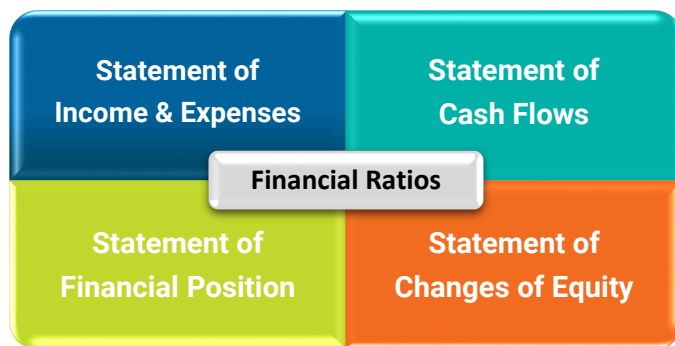 Statement of
Income & Expenses
Statement of
Cash Flows
Financial Ratios
Statement of
Financial Position
Statement of
Changes of Equity